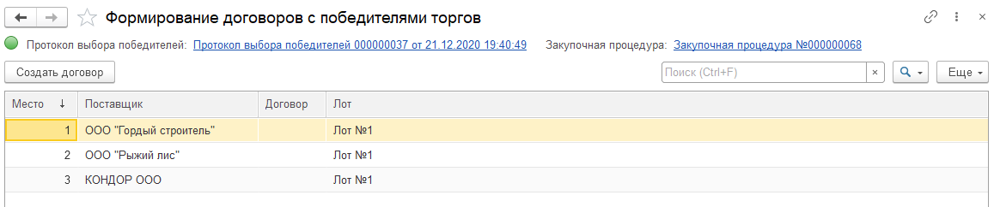 Формирование договоров с победителями торгов
Протокол выбора победителей: Протокол выбора победителей 000000037 от 21.12.2020 19:40:49 Закупочная процедура: Закупочная процедура №000000068
Создать договор Поиск (Ctrl+F) × Еще
Место ↓ Поставщик Договор Лот
1 ООО "Гордый строитель" Лот №1
2 ООО "Рыжий лис" Лот №1
3 КОНДОР ООО Лот №1